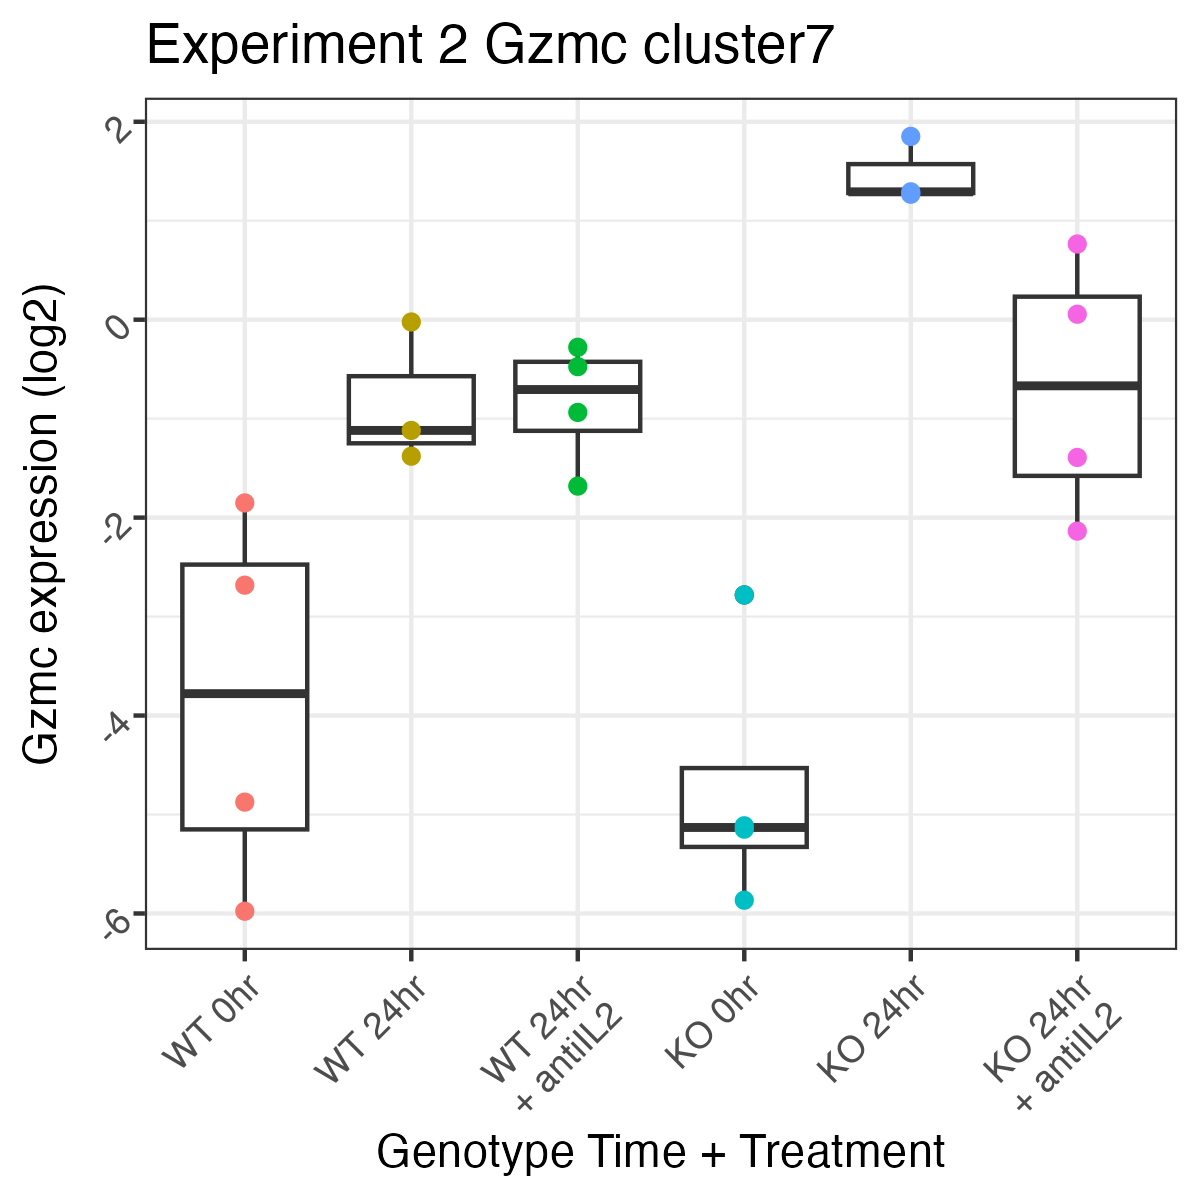 Experiment 2 Gzmc cluster7
Gzmc expression (log2)
2
0
-2
-4
-6
WT 0hr
WT 24hr
WT 24hr
+ antiIL2
KO 0hr
KO 24hr
KO 24hr
+ antiIL2
Genotype Time + Treatment